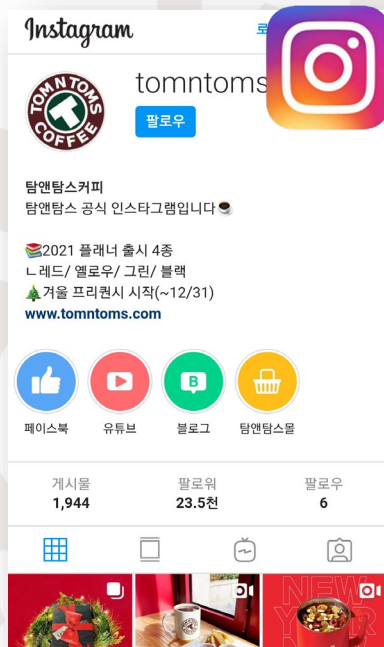 Instagram
로
tomntoms
TOM N TOMS
COFFEE
팔로우
탐앤탐스커피
탐앤탐스 공식 인스타그램입니다☕
📚2021 플래너 출시 4종
ㄴ레드/ 옐로우/ 그린/ 블랙
🎄겨울 프리퀀시 시작(~12/31)
www.tomntoms.com
B
페이스북 유튜브 블로그 탐앤탐스몰
게시물 팔로워 팔로우
1,944 23.5천 6
NEW
YEAR